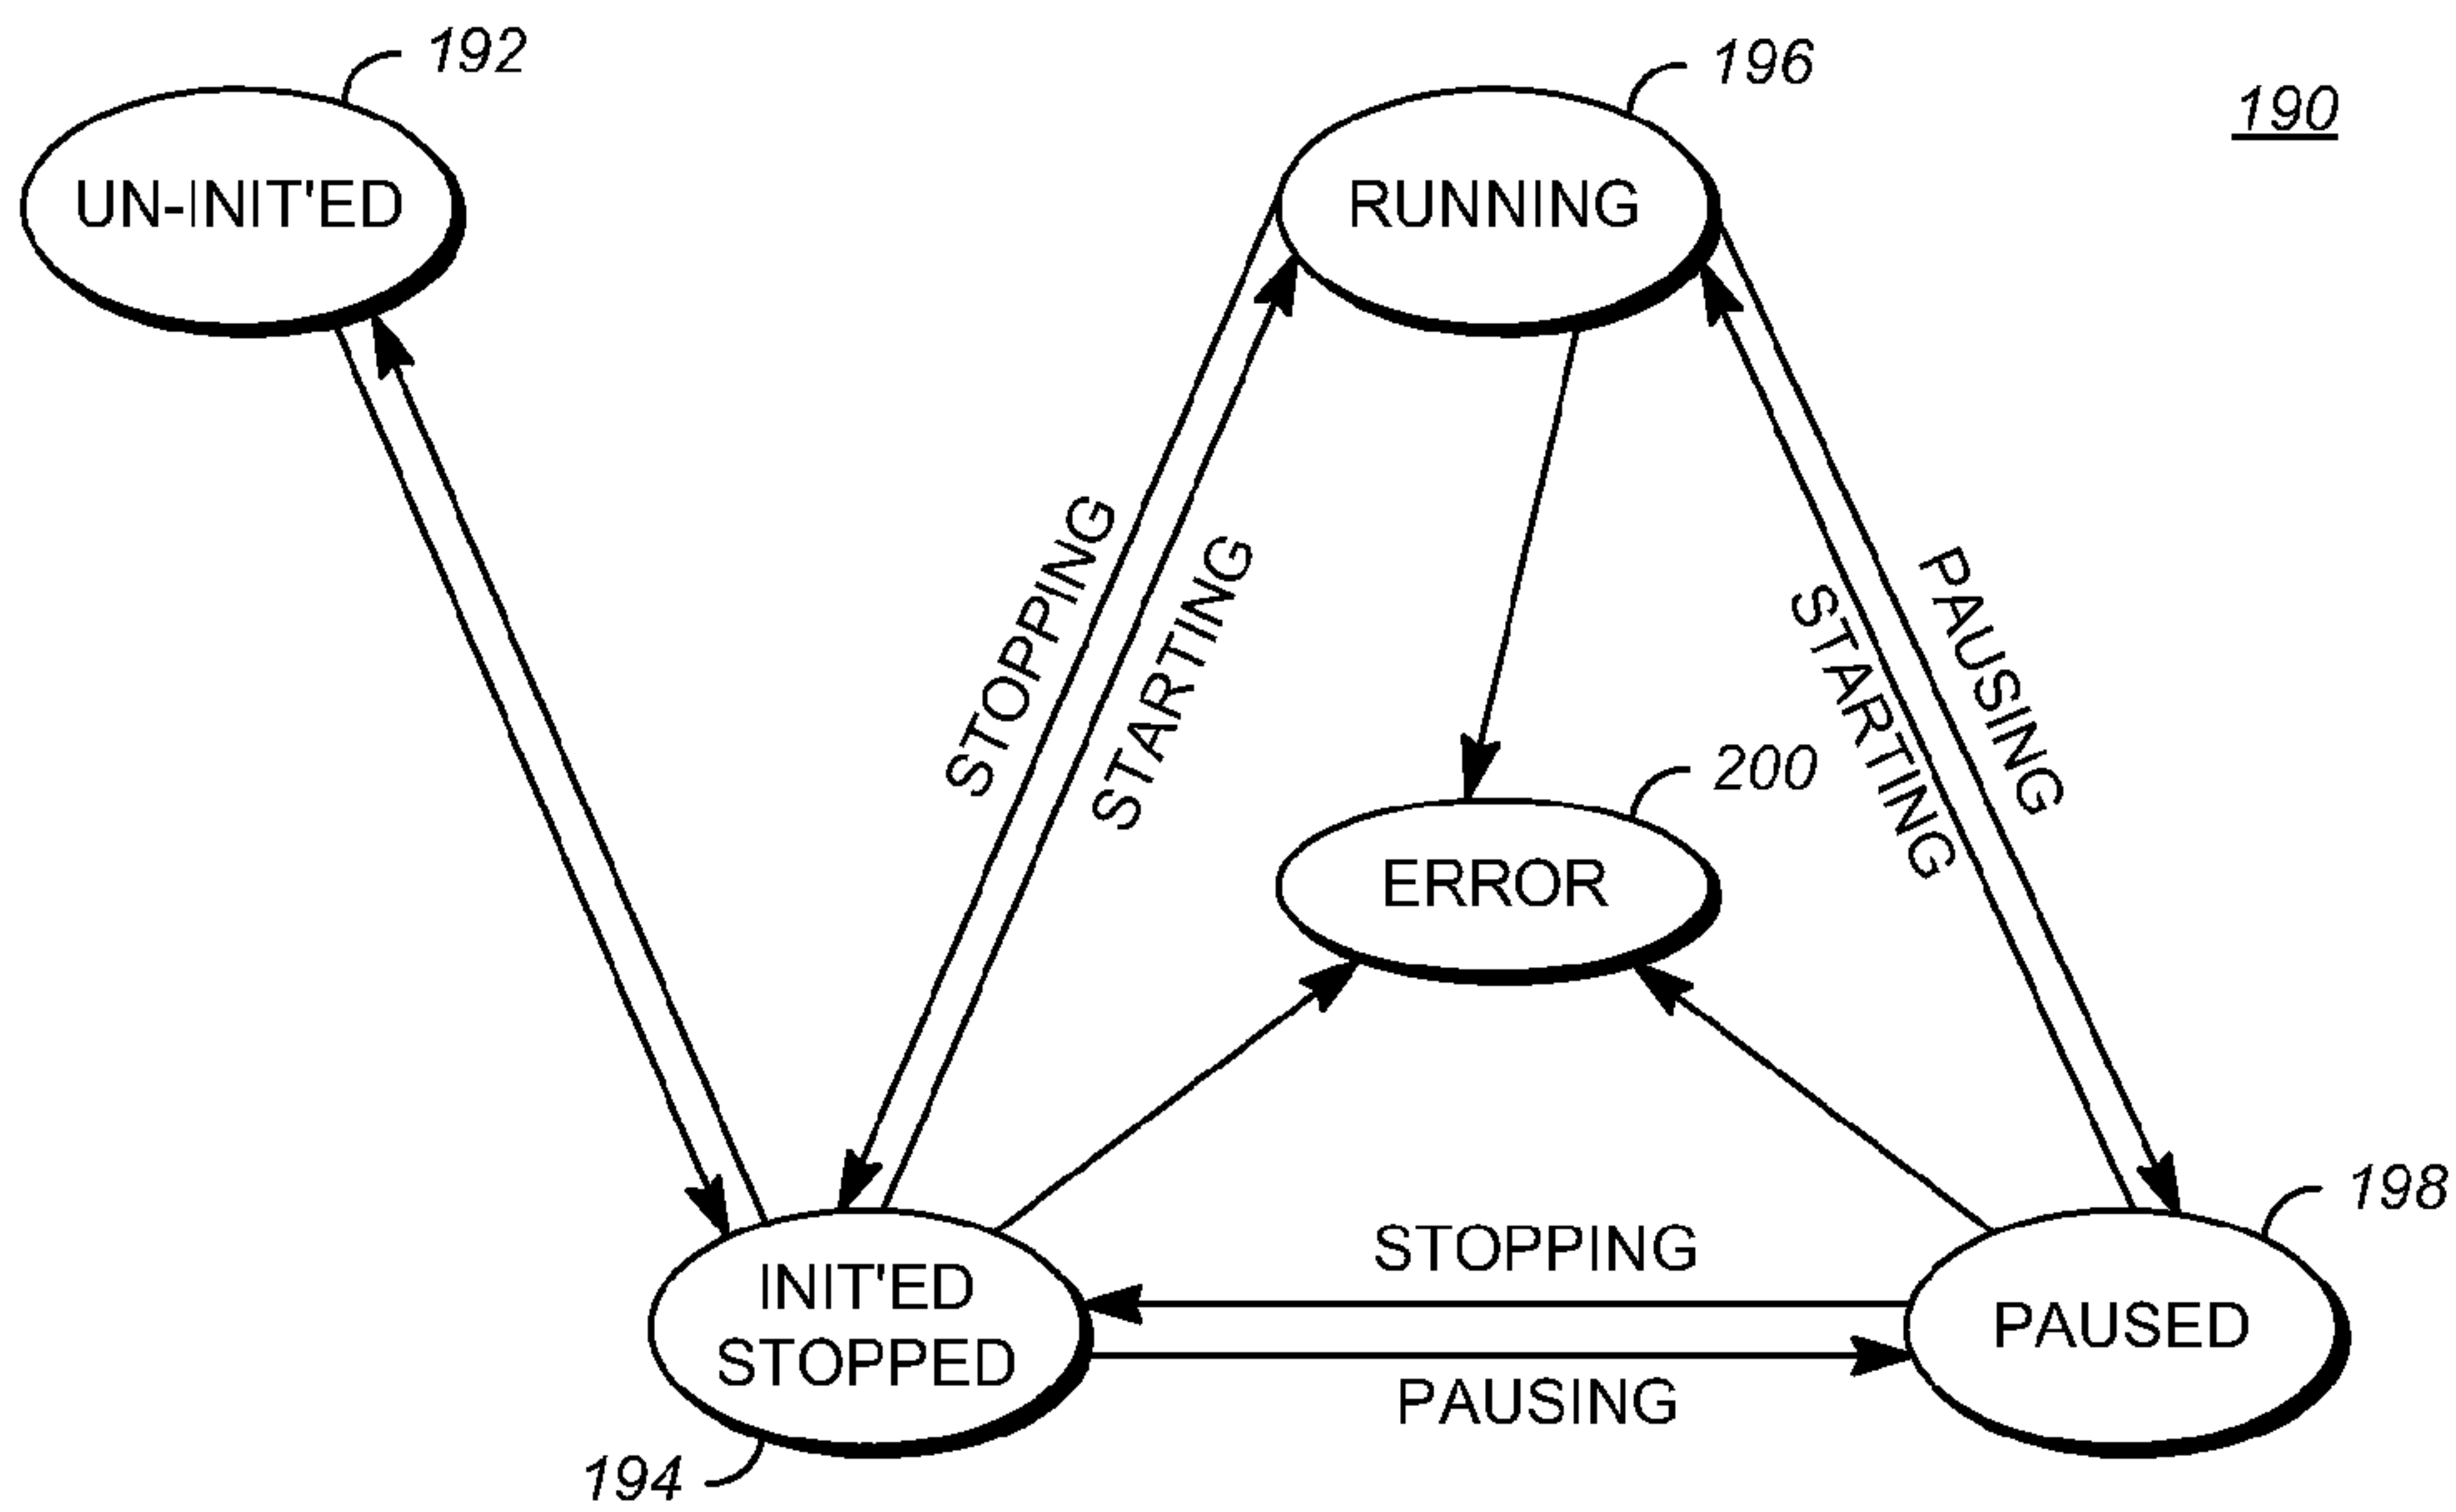 192
196
190
UN-INIT'ED
RUNNING
STOPPING
STARTING
STARTING
PAUSING
200
ERROR
198
STOPPING
INIT'ED
STOPPED
PAUSED
PAUSING
194